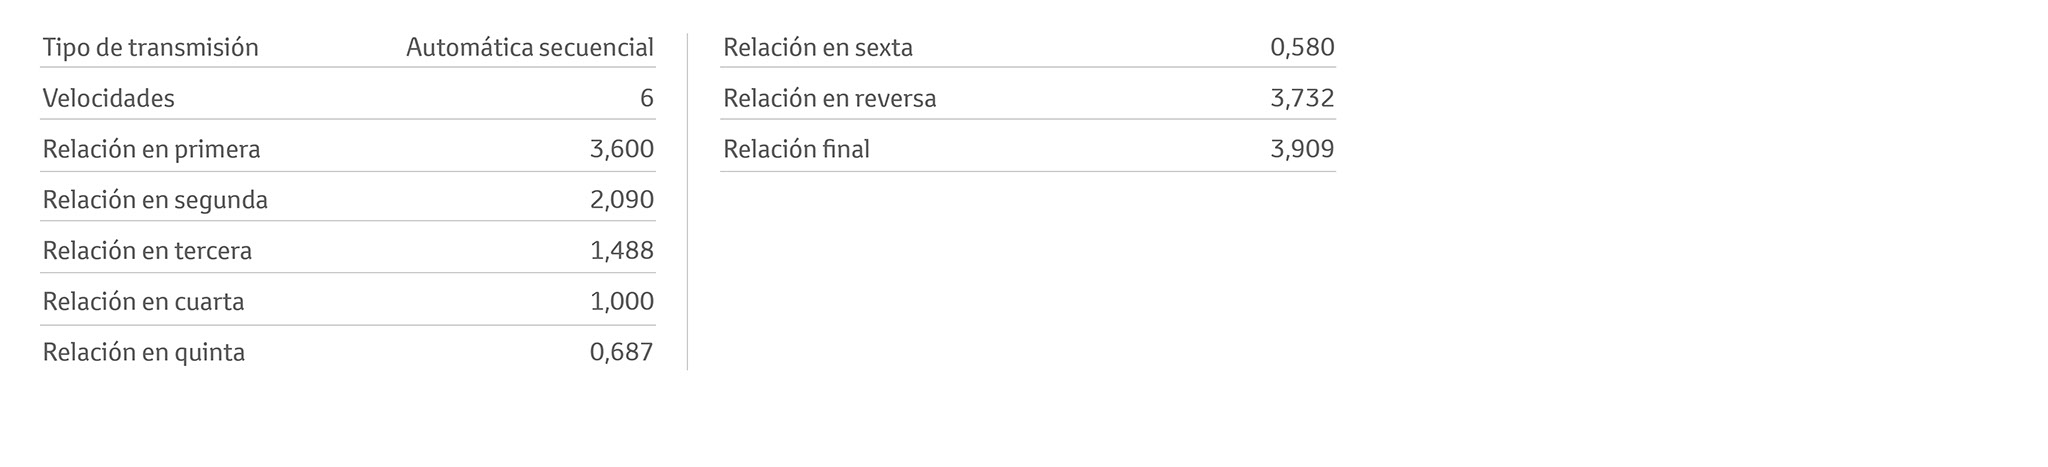 Tipo de transmisión Automática secuencial
Velocidades 6
Relación en primera 3,600
Relación en segunda 2,090
Relación en tercera 1,488
Relación en cuarta 1,000
Relación en quinta 0,687
Relación en sexta 0,580
Relación en reversa 3,732
Relación final 3,909